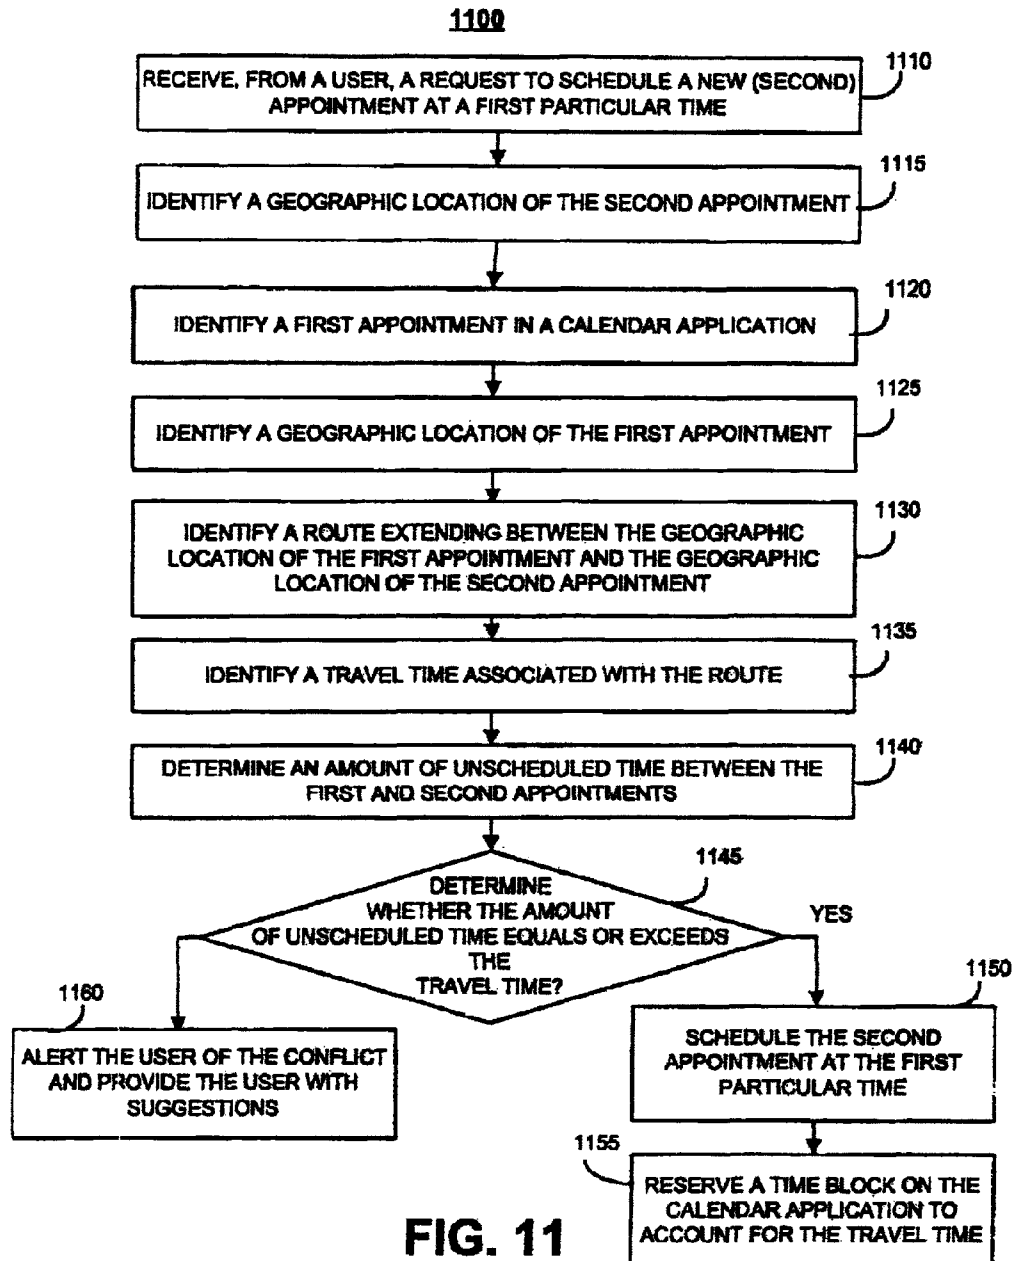 1100
1110
RECEIVE, FROM A USER, A REQUEST TO SCHEDULE A NEW (SECOND)
APPOINTMENT AT A FIRST PARTICULAR TIME
1115
IDENTIFY A GEOGRAPHIC LOCATION OF THE SECOND APPOINTMENT
1120
IDENTIFY A FIRST APPOINTMENT IN A CALENDAR APPLICATION
1125
IDENTIFY A GEOGRAPHIC LOCATION OF THE FIRST APPOINTMENT
1130
IDENTIFY A ROUTE EXTENDING BETWEEN THE GEOGRAPHIC
LOCATION OF THE FIRST APPOINTMENT AND THE GEOGRAPHIC
LOCATION OF THE SECOND APPOINTMENT
1135
IDENTIFY A TRAVEL TIME ASSOCIATED WITH THE ROUTE
1140
DETERMINE AN AMOUNT OF UNSCHEDULED TIME BETWEEN THE
FIRST AND SECOND APPOINTMENTS
1145
DETERMINE
WHETHER THE AMOUNT
OF UNSCHEDULED TIME EQUALS OR EXCEEDS
THE
TRAVEL TIME?
YES
1160
ALERT THE USER OF THE CONFLICT
AND PROVIDE THE USER WITH
SUGGESTIONS
1150
SCHEDULE THE SECOND
APPOINTMENT AT THE FIRST
PARTICULAR TIME
1155
RESERVE A TIME BLOCK ON THE
CALENDAR APPLICATION TO
ACCOUNT FOR THE TRAVEL TIME
FIG. 11